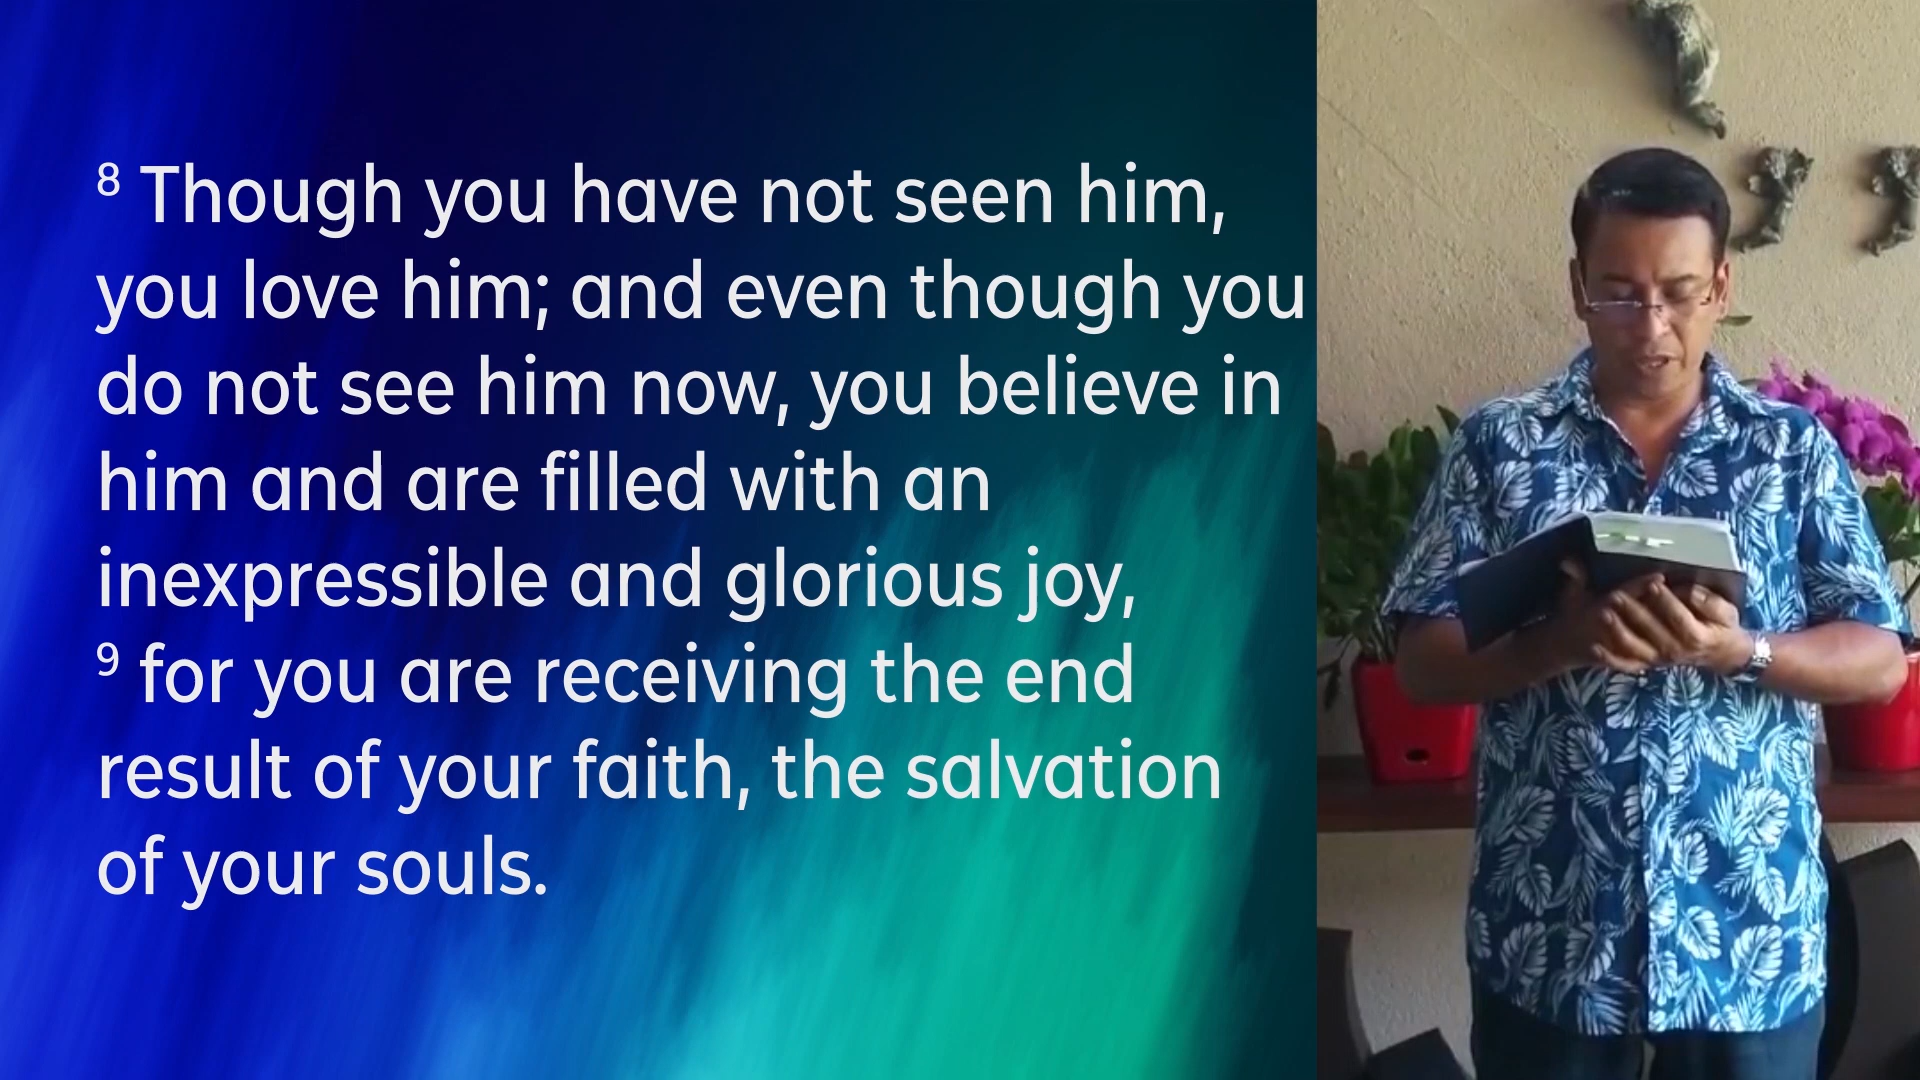 8 Though you have not seen him,
you love him; and even though you
do not see him now, you believe in
him and are filled with an
inexpressible and glorious joy,
9 for you are receiving the end
result of your faith, the salvation
of your souls.